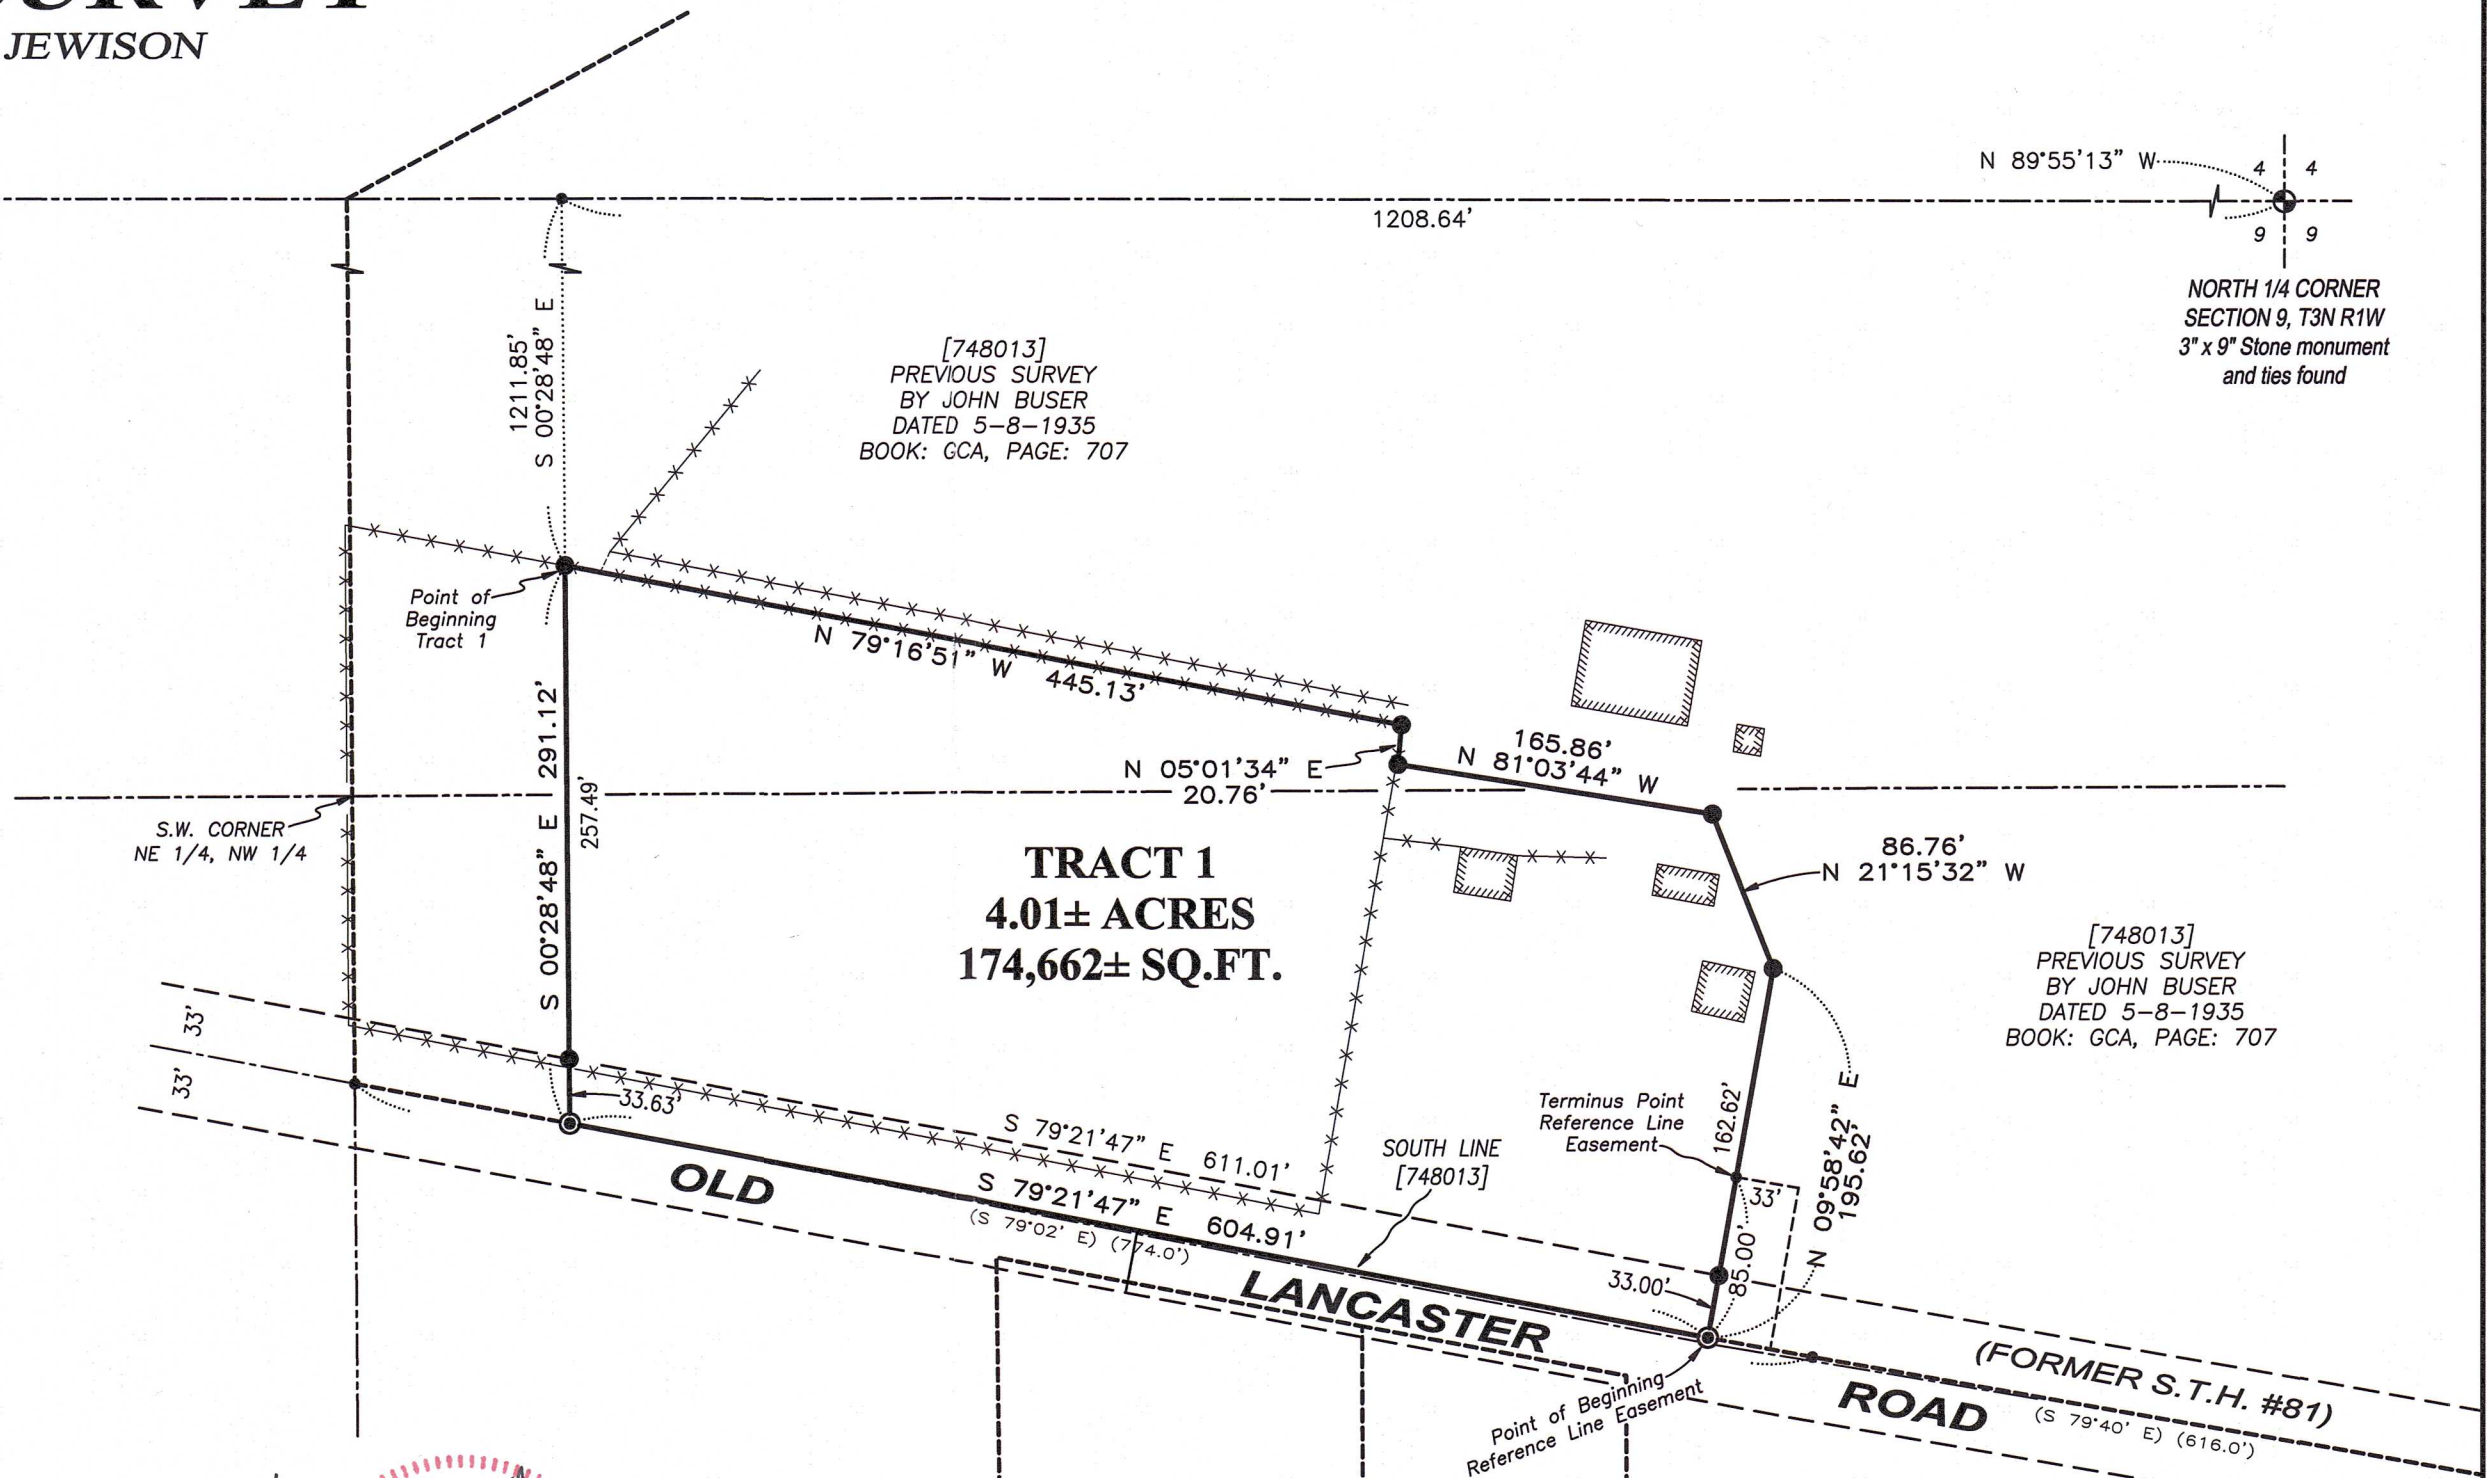 JEWISON
N 89°55'13" W
4 4
9 9
1208.64'
NORTH 1/4 CORNER
SECTION 9, T3N R1W
3" x 9" Stone monument
and ties found
1211.85'
S 00°28'48" E
[748013]
PREVIOUS SURVEY
BY JOHN BUSER
DATED 5-8-1935
BOOK: GCA, PAGE: 707
Point of
Beginning
Tract 1
N 79°16'51" W 445.13'
S 00°28'48" E 291.12'
257.49'
N 05°01'34" E
20.76'
165.86'
N 81°03'44" W
S.W. CORNER
NE 1/4, NW 1/4
TRACT 1
4.01± ACRES
174,662± SQ.FT.
86.76'
N 21°15'32" W
[748013]
PREVIOUS SURVEY
BY JOHN BUSER
DATED 5-8-1935
BOOK: GCA, PAGE: 707
33'
33'
33.63'
Terminus Point
Reference Line
Easement
162.62'
N 09°58'42" E
195.62'
33'
85.00'
33.00'
S 79°21'47" E 611.01'
S 79°21'47" E 604.91'
(S 79°02' E) (774.0')
SOUTH LINE
[748013]
OLD LANCASTER ROAD
(FORMER S.T.H. #81)
(S 79°40' E) (616.0')
Point of Beginning
Reference Line Easement